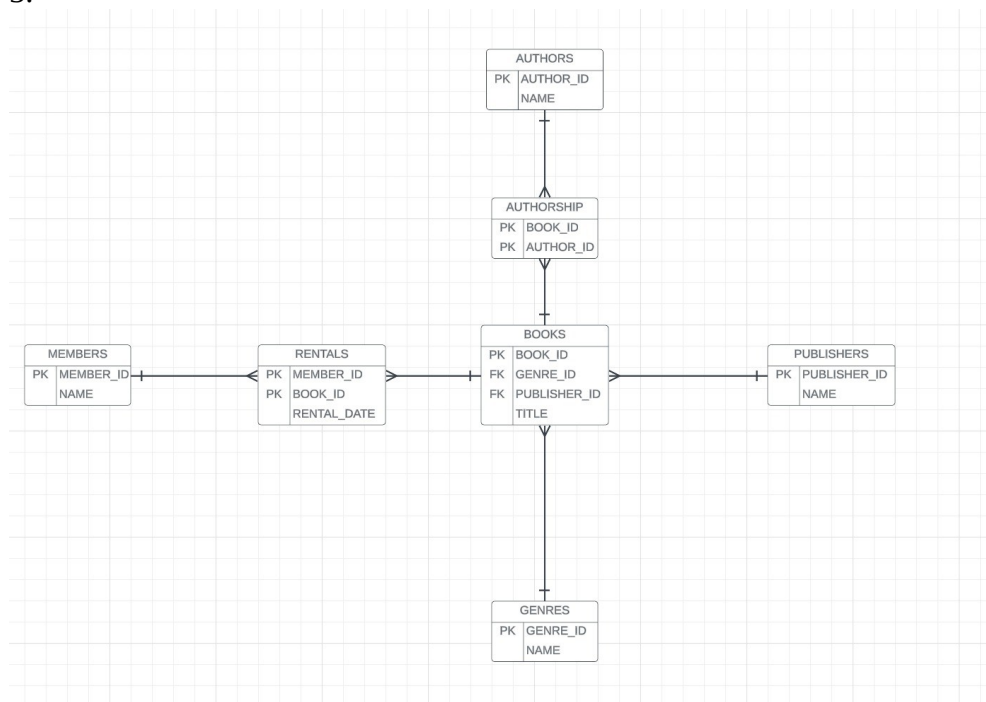 AUTHORS
PK AUTHOR_ID
NAME
AUTHORSHIP
PK BOOK_ID
PK AUTHOR_ID
MEMBERS
PK MEMBER_ID
NAME
RENTALS
PK MEMBER_ID
PK BOOK_ID
RENTAL_DATE
BOOKS
PK BOOK_ID
FK GENRE_ID
FK PUBLISHER_ID
TITLE
PUBLISHERS
PK PUBLISHER_ID
NAME
GENRES
PK GENRE_ID
NAME